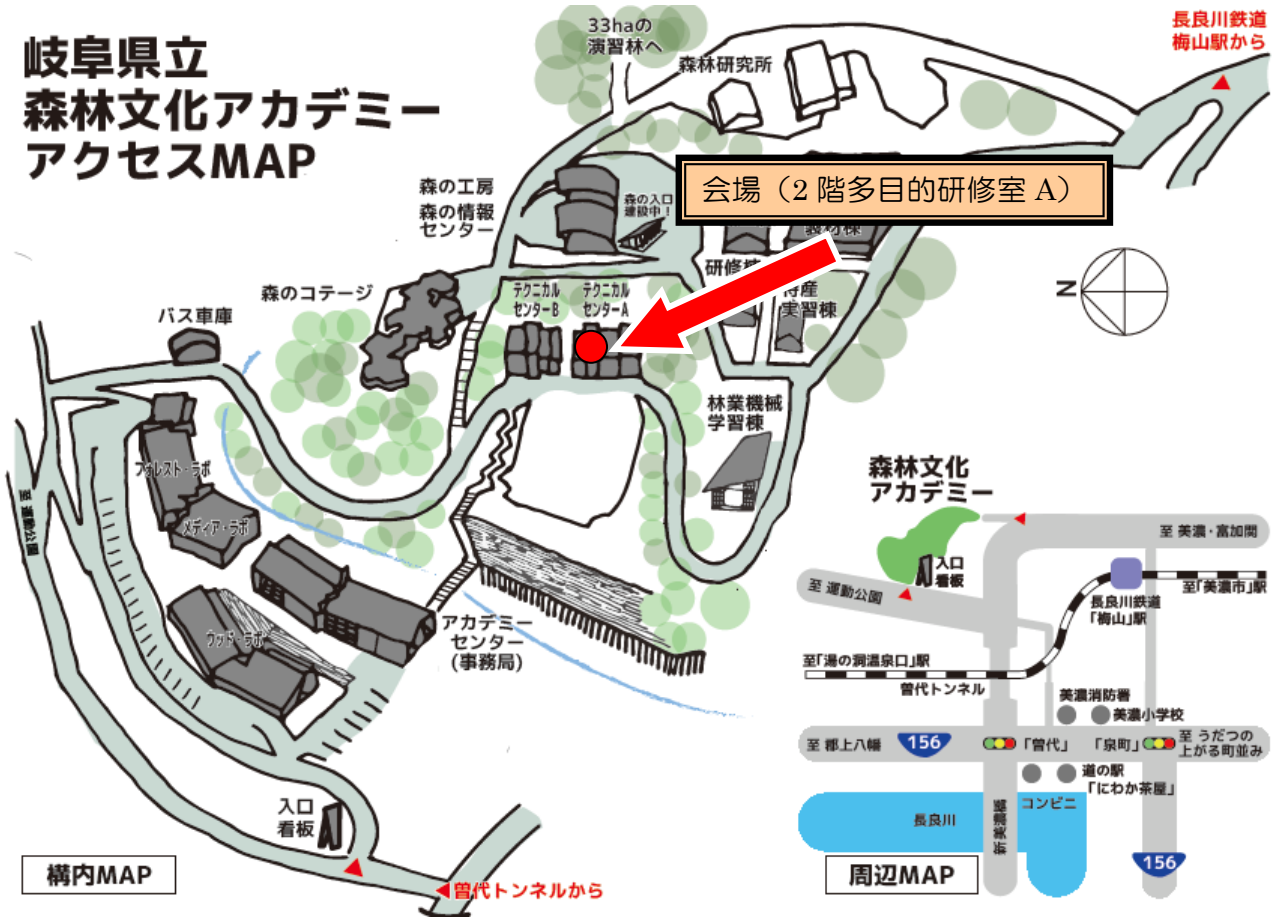 岐阜県立
森林文化アカデミー
アクセスMAP
33haの
演習林へ
森林研究所
長良川鉄道
梅山駅から
会場（2階多目的研修室A）
森の工房
森の情報
センター
森の入口
建設中！
製材棟
研修棟
特産
実習棟
N
森のコテージ
テクニカル
センターB
テクニカル
センターA
バス車庫
林業機械
学習棟
フォレスト・ラボ
メディア・ラボ
ウッド・ラボ
アカデミー
センター
(事務局)
至 運動公園
入口
看板
曽代トンネルから
構内MAP
森林文化
アカデミー
入口
看板
至 美濃・富加関
至 運動公園
長良川鉄道
「梅山」駅
至「美濃市」駅
至「湯の洞温泉口」駅
曽代トンネル
美濃消防署
美濃小学校
至 郡上八幡
156
「曽代」
「泉町」
至 うだつの
上がる町並み
道の駅
「にわか茶屋」
コンビニ
長良川
新美濃橋
156
周辺MAP